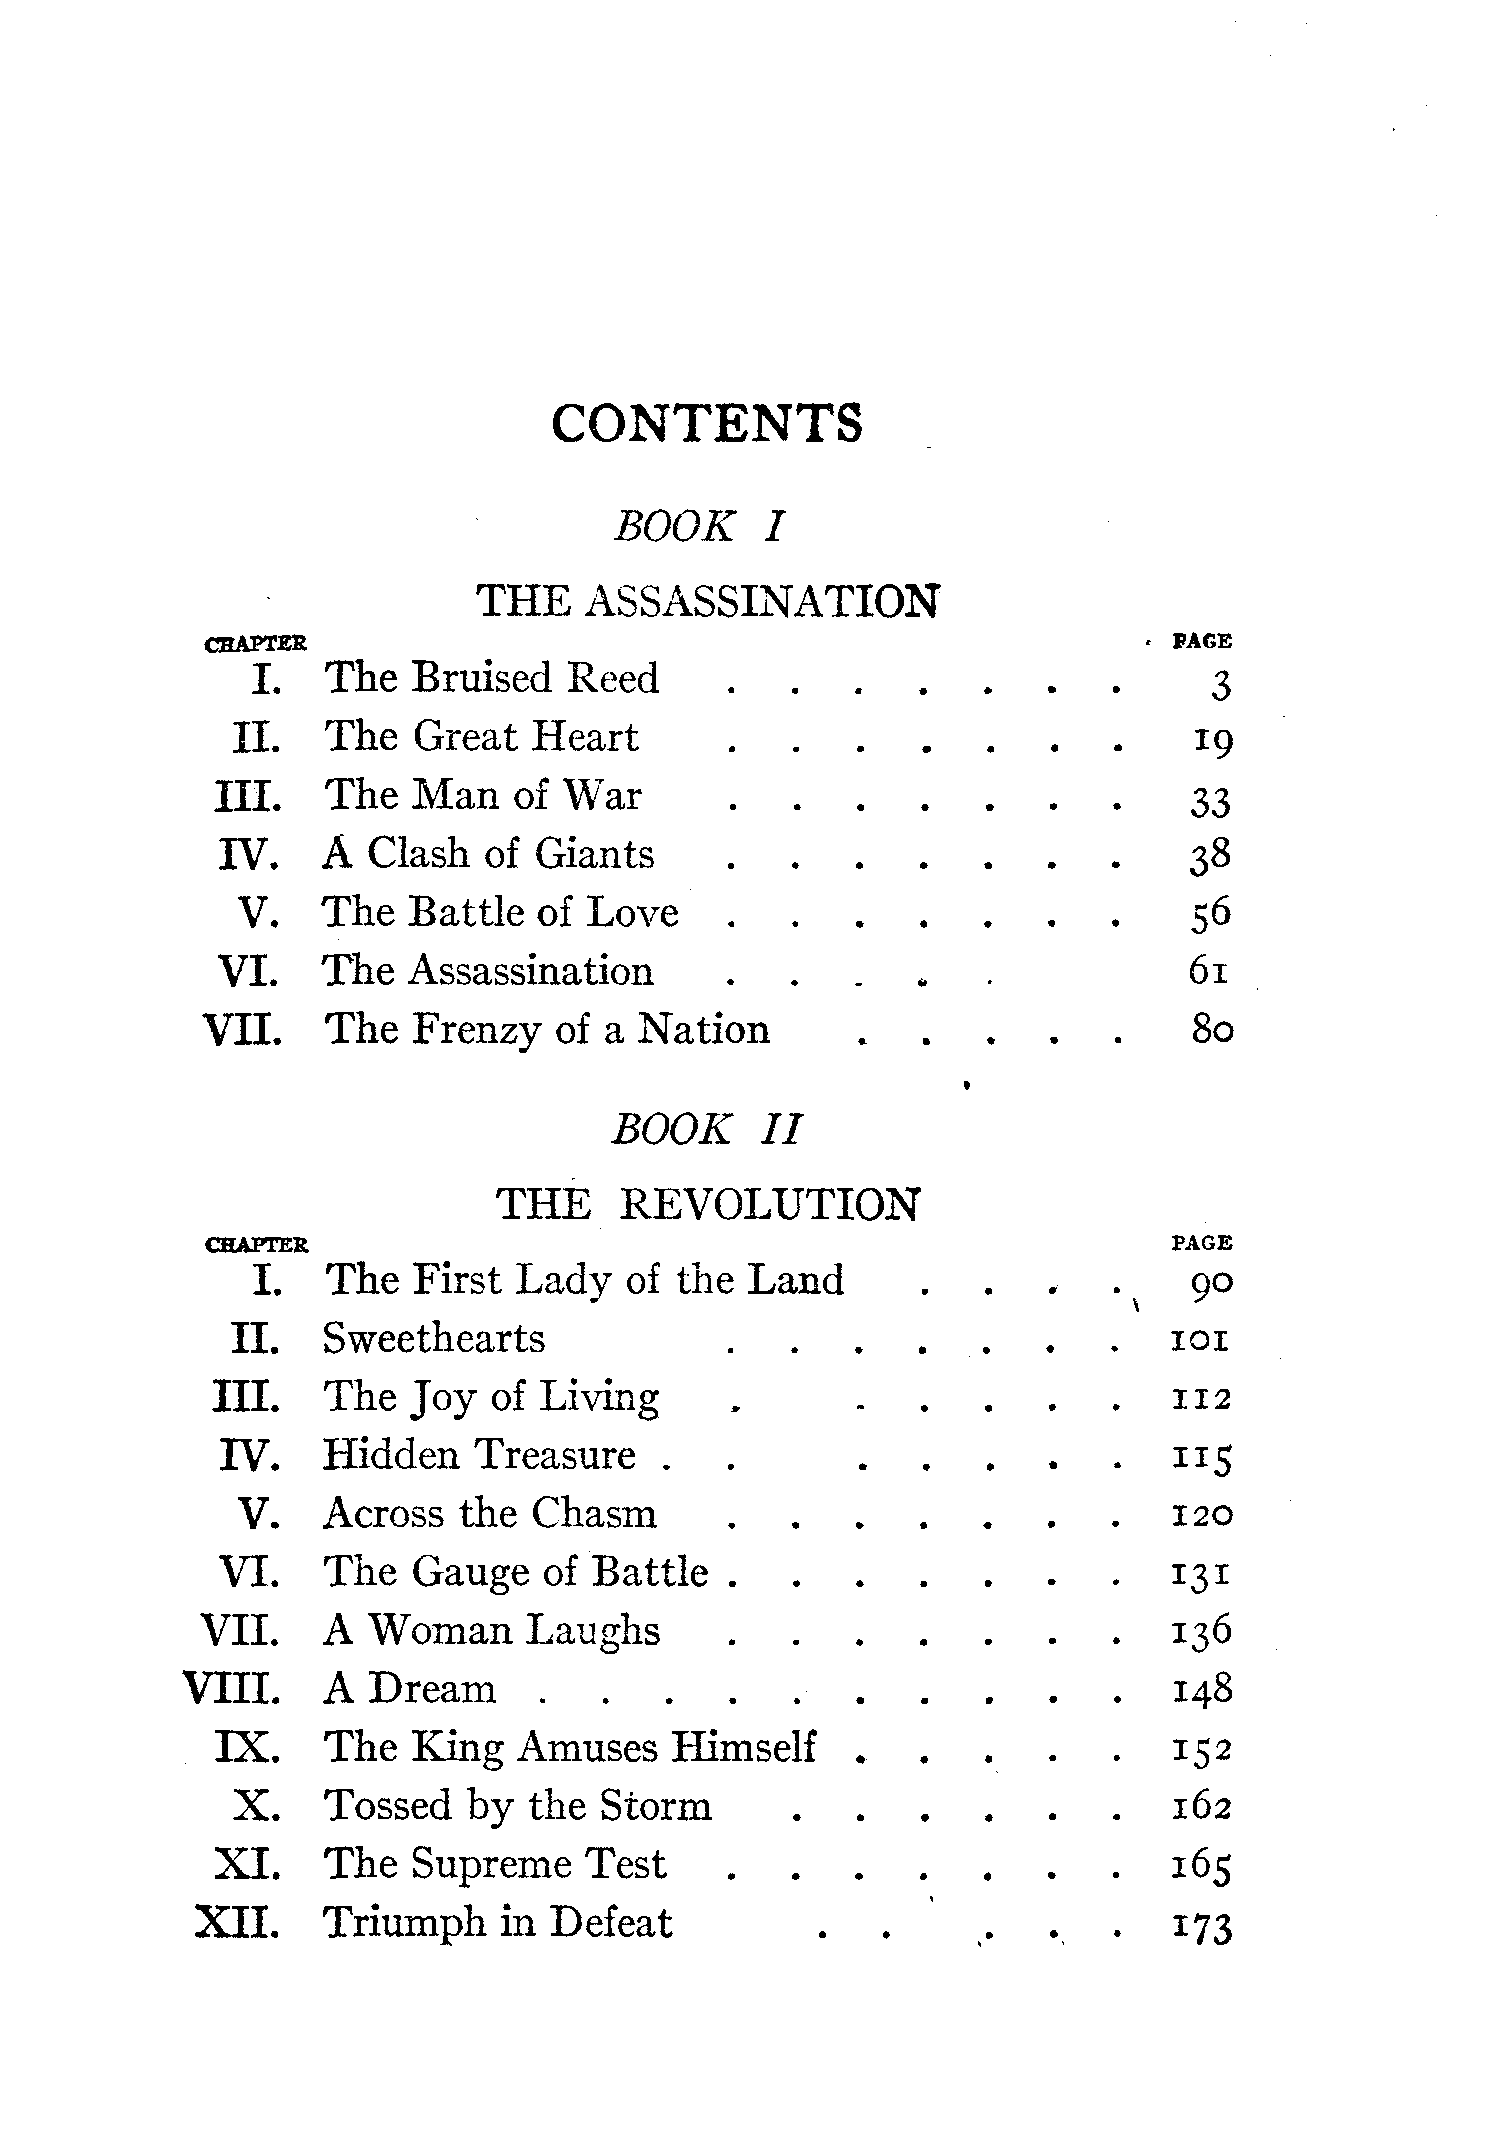 CONTENTS
BOOK I
THE ASSASSINATION
CHAPTER PAGE
I. The Bruised Reed . . . . . . . 3
II. The Great Heart . . . . . . . 19
III. The Man of War . . . . . . . 33
IV. A Clash of Giants . . . . . . . 38
V. The Battle of Love . . . . . . . 56
VI. The Assassination . . . . . 61
VII. The Frenzy of a Nation . . . . . 80
BOOK II
THE REVOLUTION
CHAPTER PAGE
I. The First Lady of the Land . . . . 90
II. Sweethearts . . . . . . . 101
III. The Joy of Living . . . . . . 112
IV. Hidden Treasure . . . . . . . 115
V. Across the Chasm . . . . . . . 120
VI. The Gauge of Battle . . . . . . . 131
VII. A Woman Laughs . . . . . . . 136
VIII. A Dream . . . . . . . . . . 148
IX. The King Amuses Himself . . . . . 152
X. Tossed by the Storm . . . . . . 162
XI. The Supreme Test . . . . . . . 165
XII. Triumph in Defeat . . . . . 173